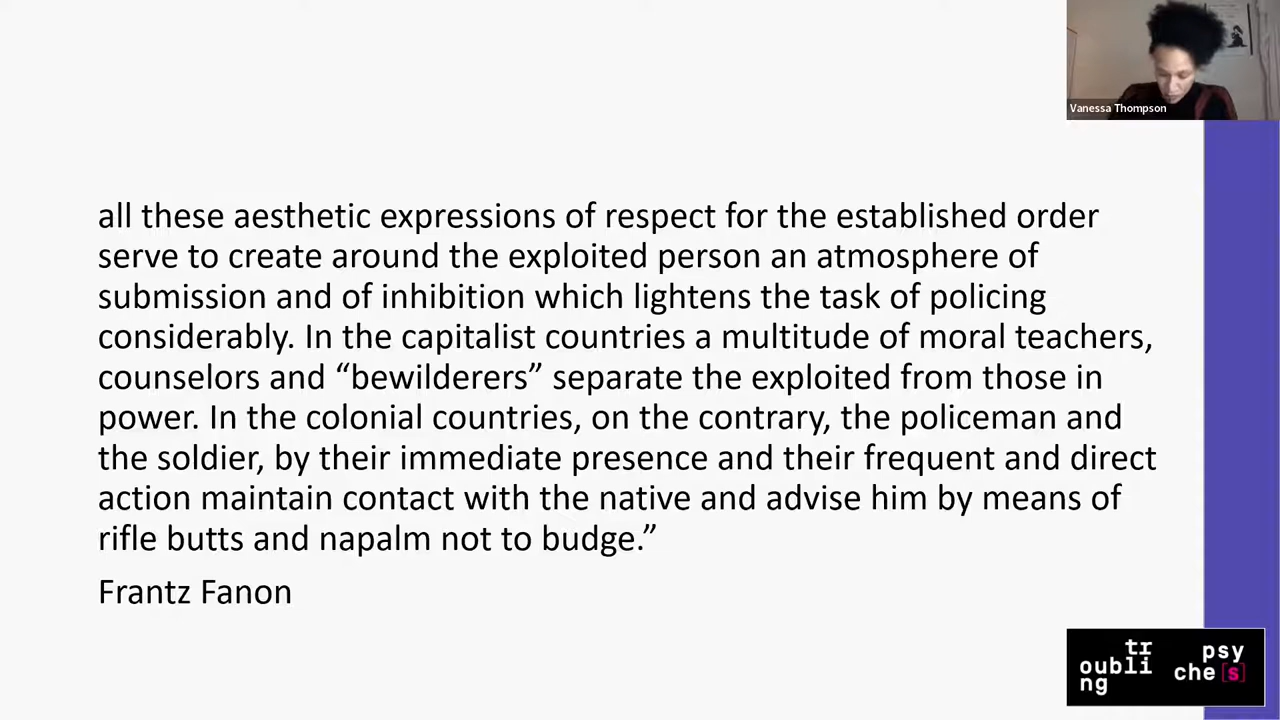 Vanessa Thompson
all these aesthetic expressions of respect for the established order
serve to create around the exploited person an atmosphere of
submission and of inhibition which lightens the task of policing
considerably. In the capitalist countries a multitude of moral teachers,
counselors and “bewilderers” separate the exploited from those in
power. In the colonial countries, on the contrary, the policeman and
the soldier, by their immediate presence and their frequent and direct
action maintain contact with the native and advise him by means of
rifle butts and napalm not to budge.”
Frantz Fanon
tr
oubli
ng
psy
che[s]